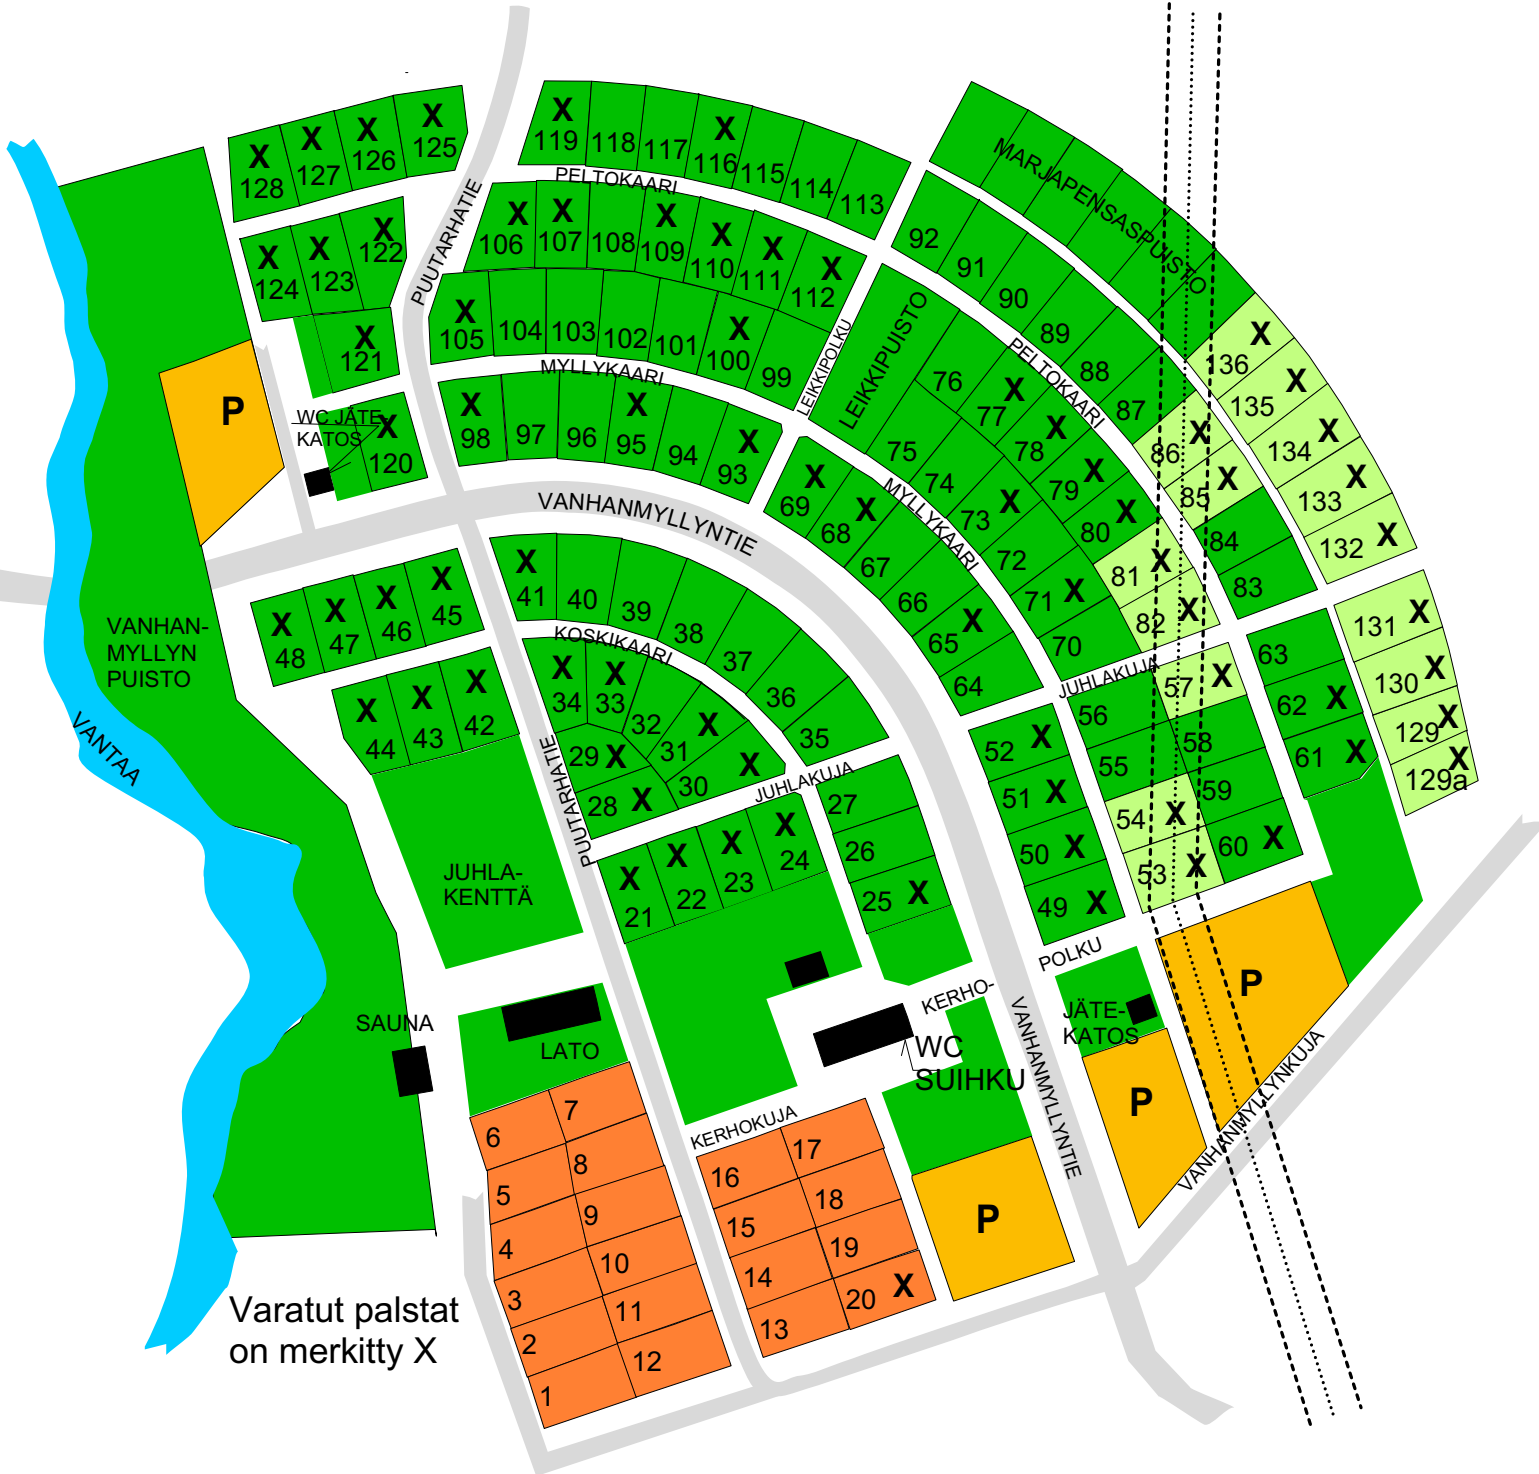 X
125
X
126
X
127
X
128
X
119
118
117
X
116
115
114
113
PELTOKAARI
X
106
X
107
108
X
109
X
110
X
111
X
112
X
122
X
123
X
124
X
121
PUUTARHATIE
X
105
104
103
102
101
X
100
99
MYLLYKAARI
LEIKKIPOLKU
X
98
97
96
X
95
94
X
93
MARJAPENSASPUISTO
92
91
90
89
88
87
X
86
X
85
84
83
PELTOKAARI
LEIKKIPUISTO
76
X
77
X
78
X
79
X
80
X
81
X
82
75
74
X
73
72
X
71
70
MYLLYKAARI
X
69
X
68
67
66
X
65
64
X
136
X
135
X
134
X
133
X
132
X
131
X
130
X
129
X
129a
P
WC JÄTE-
KATOS
X
120
VANHANMYLLYNTIE
X
41
40
39
38
37
36
35
KOSKIKAARI
X
34
X
33
32
X
31
X
30
29 X
28 X
X
45
X
46
X
47
X
48
X
42
X
43
X
44
VANHAN-
MYLLYN
PUISTO
VANTAA
PUUTARHATIE
JUHLAKUJA
JUHLAKUJA
X
21
X
22
X
23
X
24
27
26
25 X
52 X
51 X
50 X
49 X
56
55
54 X
53 X
57 X
58
59
60 X
63
62 X
61 X
JUHLA-
KENTTÄ
SAUNA
LATO
KERHO-
POLKU
WC
SUIHKU
JÄTE-
KATOS
P
P
P
VANHANMYLLYNTIE
VANHANMYLLYNKUJA
KERHOKUJA
7
6
8
5
9
4
10
3
11
2
12
1
17
16
18
15
19
14
20 X
13
Varatut palstat
on merkitty X